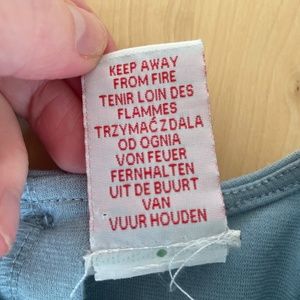 KEEP AWAY
FROM FIRE
TENIR LOIN DES
FLAMMES
TRZYMAĆ ZDALA
OD OGNIA
VON FEUER
FERNHALTEN
UIT DE BUURT
VAN
VUUR HOUDEN